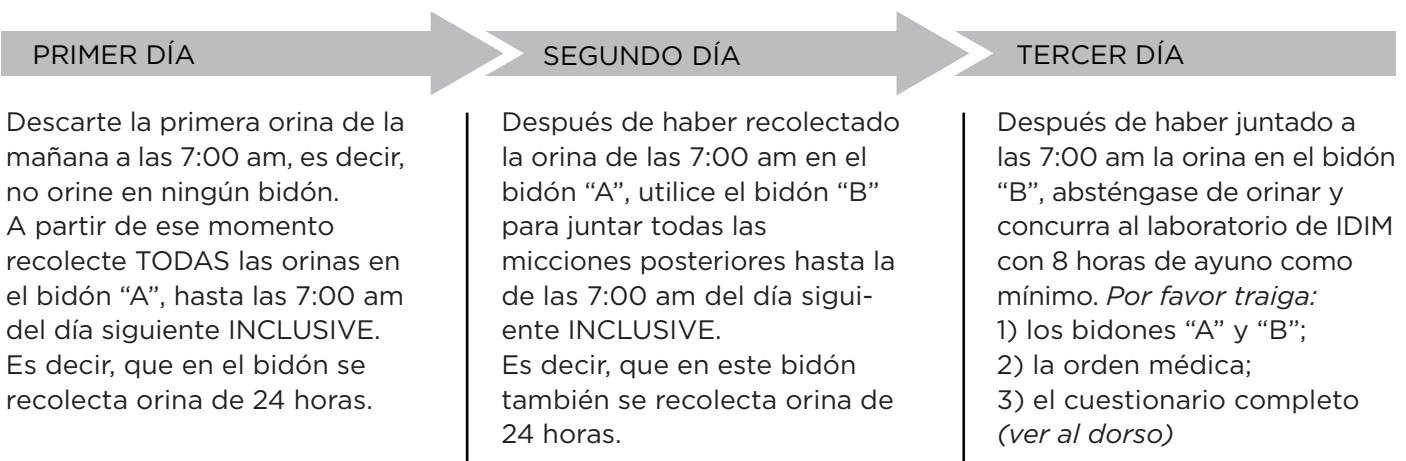 PRIMER DÍA
Descarte la primera orina de la
mañana a las 7:00 am, es decir,
no orine en ningún bidón.
A partir de ese momento
recolecte TODAS las orinas en
el bidón “A”, hasta las 7:00 am
del día siguiente INCLUSIVE.
Es decir, que en el bidón se
recolecta orina de 24 horas.
SEGUNDO DÍA
Después de haber recolectado
la orina de las 7:00 am en el
bidón “A”, utilice el bidón “B”
para juntar todas las
micciones posteriores hasta la
de las 7:00 am del día sigui-
ente INCLUSIVE.
Es decir, que en este bidón
también se recolecta orina de
24 horas.
TERCER DÍA
Después de haber juntado a
las 7:00 am la orina en el bidón
“B”, absténgase de orinar y
concurra al laboratorio de IDIM
con 8 horas de ayuno como
mínimo. Por favor traiga:
1) los bidones “A” y “B”;
2) la orden médica;
3) el cuestionario completo
(ver al dorso)